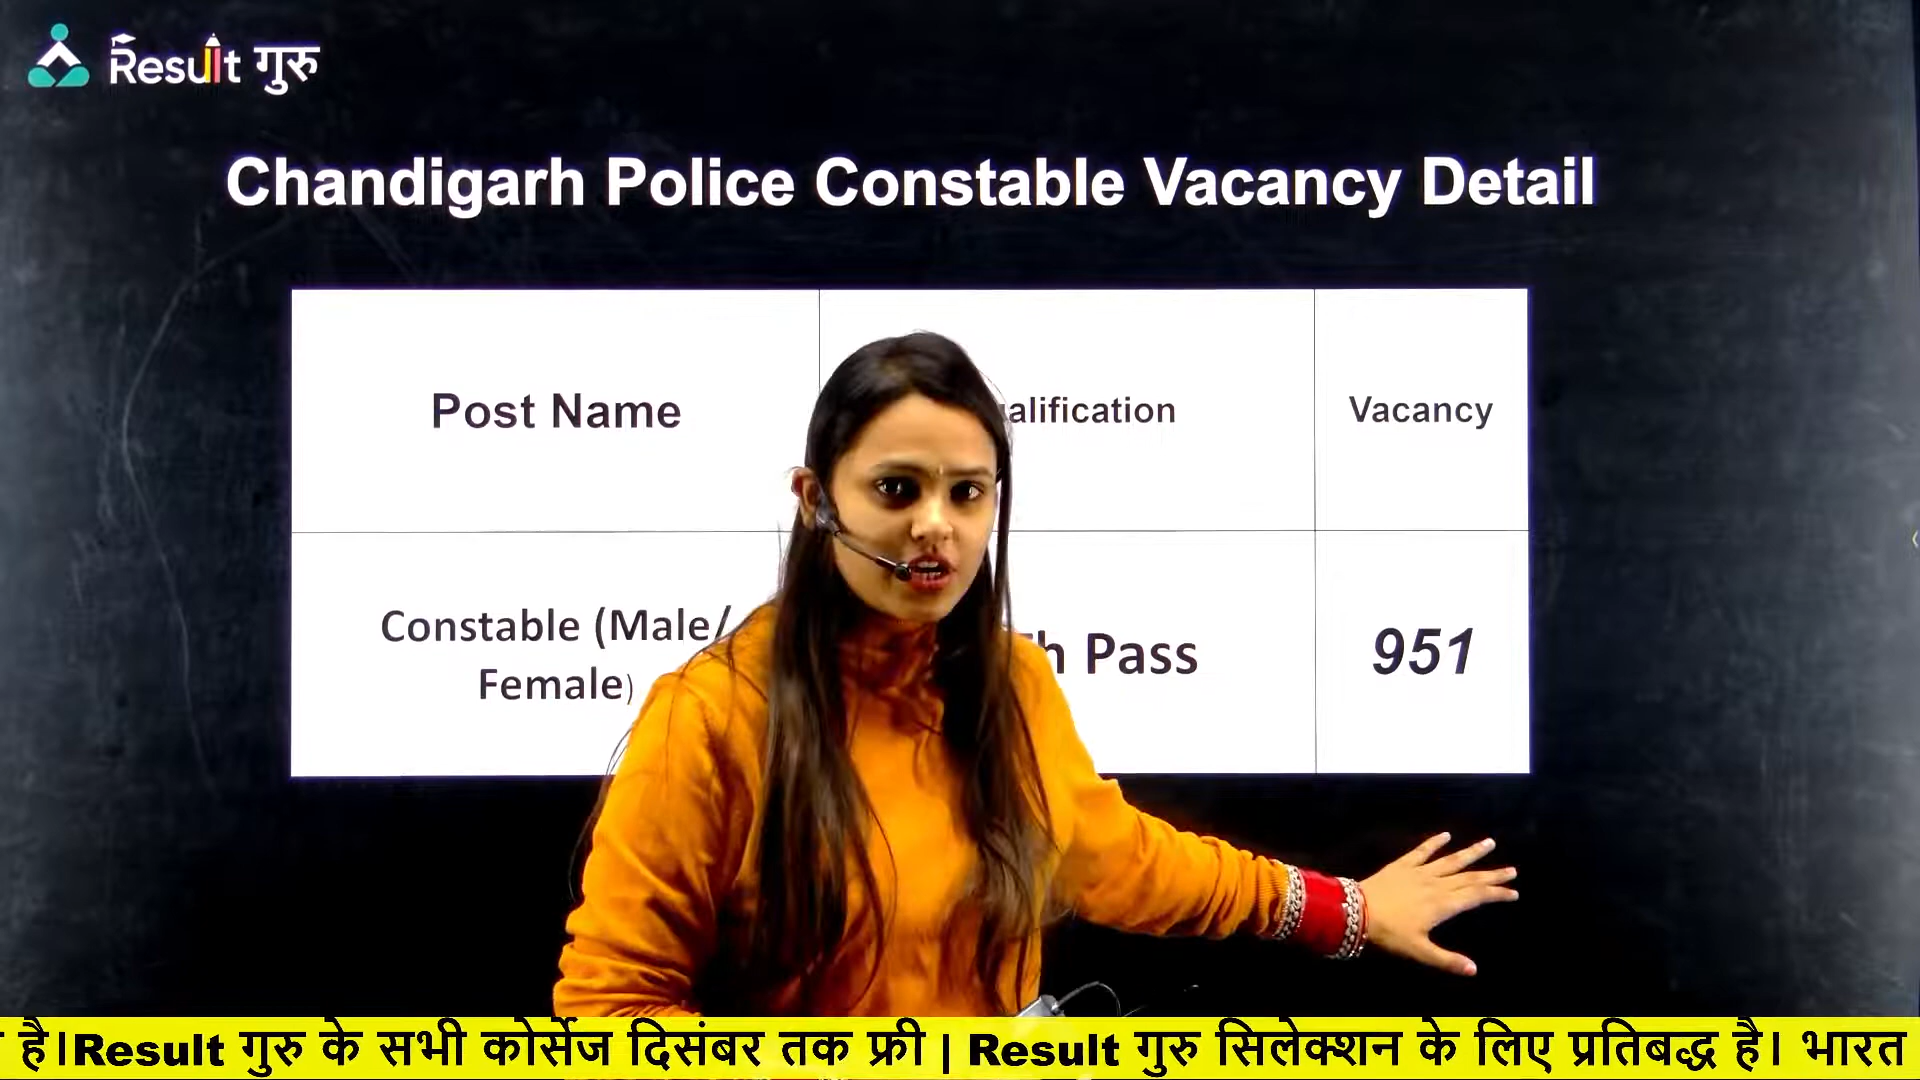 Result गुरु
Chandigarh Police Constable Vacancy Detail
Post Name
alification
Vacancy
Constable (Male/
Female)
h Pass
951
है।Result गुरु के सभी कोर्सेज दिसंबर तक फ्री | Result गुरु सिलेक्शन के लिए प्रतिबद्ध है। भारत